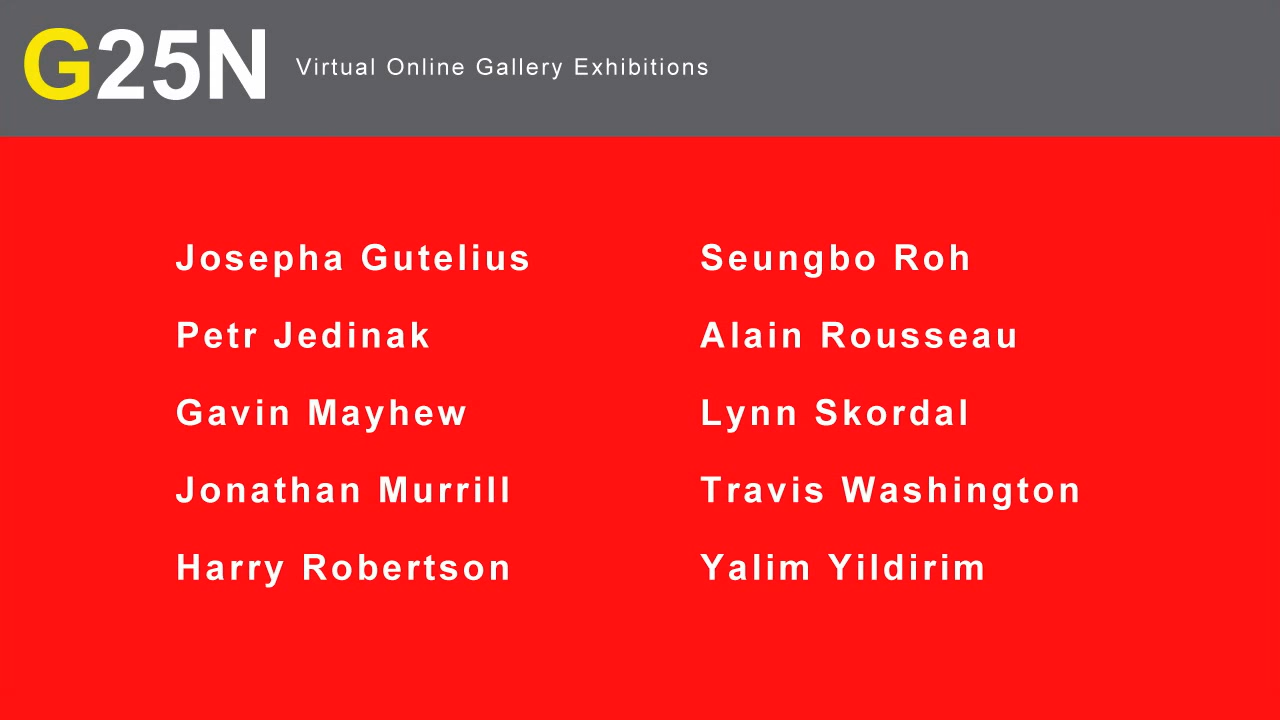 G25N Virtual Online Gallery Exhibitions
Josepha Gutelius
Petr Jedinak
Gavin Mayhew
Jonathan Murrill
Harry Robertson
Seungbo Roh
Alain Rousseau
Lynn Skordal
Travis Washington
Yalim Yildirim